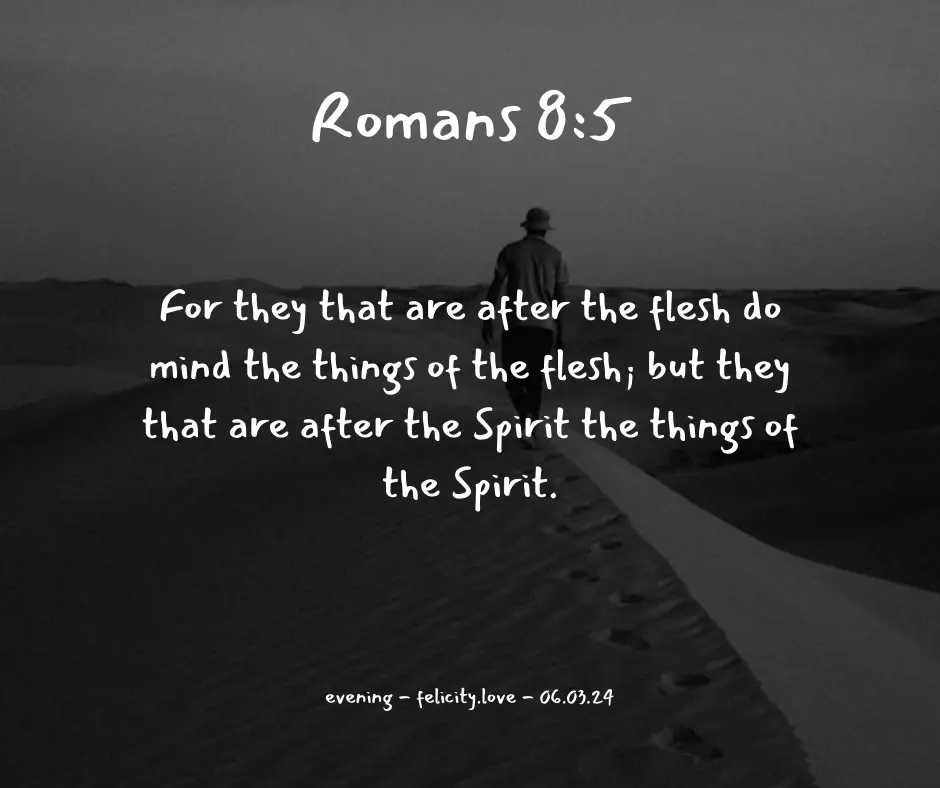 Romans 8:5
For they that are after the flesh do
mind the things of the flesh; but they
that are after the Spirit the things of
the Spirit.
evening – felicity.love – 06.03.24